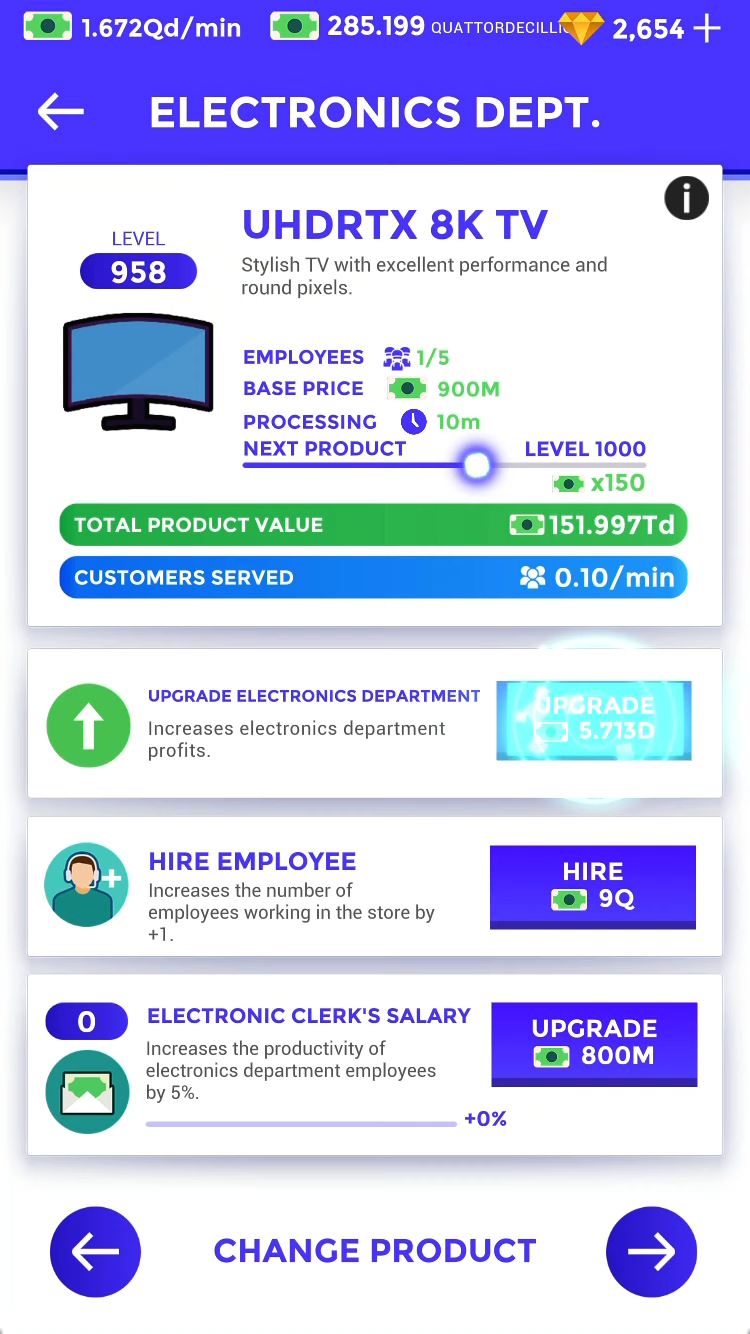 1.672Qd/min 285.199 QUATTORDECILLI 2,654
ELECTRONICS DEPT.
LEVEL
958
UHDRTX 8K TV
Stylish TV with excellent performance and
round pixels.
EMPLOYEES 1/5
BASE PRICE 900M
PROCESSING 10m
NEXT PRODUCT LEVEL 1000
x150
TOTAL PRODUCT VALUE 151.997Td
CUSTOMERS SERVED 0.10/min
UPGRADE ELECTRONICS DEPARTMENT
Increases electronics department
profits.
UPGRADE
5.713D
HIRE EMPLOYEE
Increases the number of
employees working in the store by
+1.
HIRE
9Q
0
ELECTRONIC CLERK'S SALARY
Increases the productivity of
electronics department employees
by 5%.
+0%
UPGRADE
800M
CHANGE PRODUCT